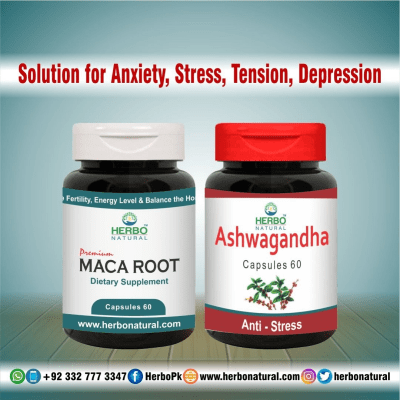 Solution for Anxiety, Stress, Tension, Depression
Fertility, Energy Level & Balance the
HERBO
NATURAL
Premium
MACA ROOT
Dietary Supplement
Capsules 60
www.herbonatural.com
HERBO
NATURAL
Ashwagandha
Capsules 60
Anti - Stress
+92 332 777 3347 HerboPk www.herbonatural.com herbonatural